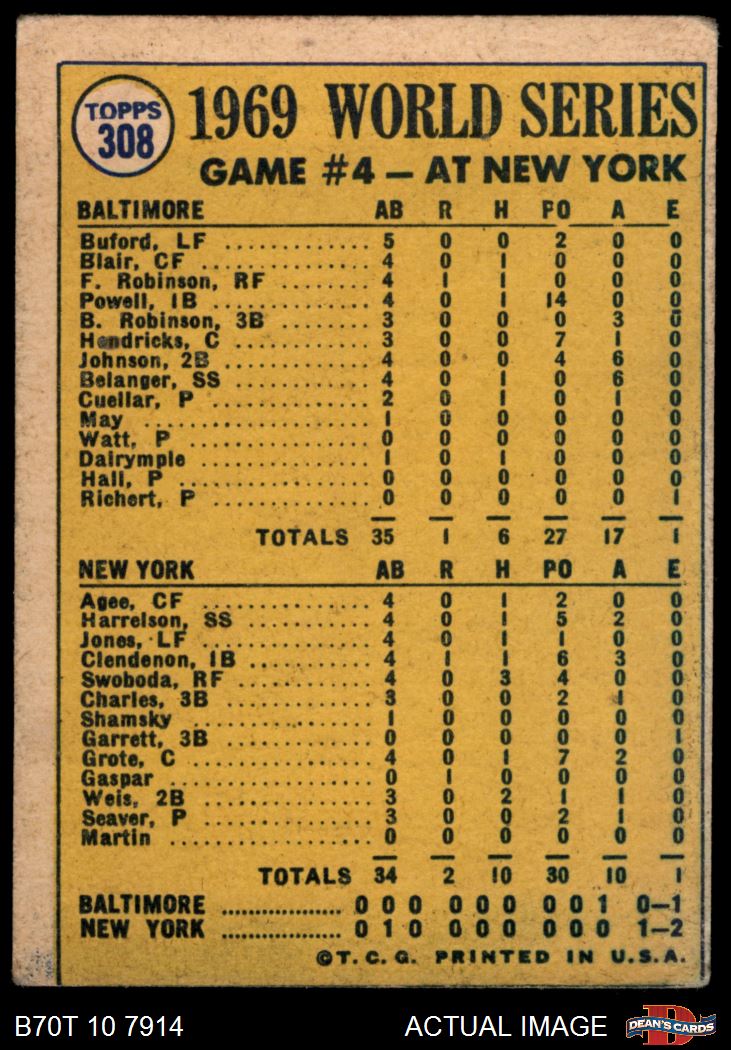 TOPPS
308
1969 WORLD SERIES
GAME #4 — AT NEW YORK
BALTIMORE AB R H PO A E
Buford, LF .............. 5 0 0 2 0 0
Blair, CF ................ 4 0 1 0 0 0
F. Robinson, RF ........ 4 1 1 0 0 0
Powell, 1B .............. 4 0 1 14 0 0
B. Robinson, 3B ........ 3 0 0 0 3 0
Hendricks, C ............ 3 0 0 7 1 0
Johnson, 2B ............. 4 0 0 4 6 0
Belanger, SS ............ 4 0 1 0 6 0
Cuellar, P ............... 2 0 1 0 1 0
May ..................... 1 0 0 0 0 0
Watt, P ................. 0 0 0 0 0 0
Dalrymple ............... 1 0 1 0 0 0
Hall, P .................. 0 0 0 0 0 0
Richert, P ............... 0 0 0 0 0 1
TOTALS 35 1 6 27 17 1
NEW YORK AB R H PO A E
Agee, CF ................ 4 0 1 2 0 0
Harrelson, SS ........... 4 0 1 5 2 0
Jones, LF ................ 4 0 1 1 0 0
Clendenon, 1B .......... 4 1 1 6 3 0
Swoboda, RF ............ 4 0 3 4 0 0
Charles, 3B ............. 3 0 0 2 1 0
Shamsky ................ 1 0 0 0 0 0
Garrett, 3B ............. 0 0 0 0 0 1
Grote, C ................ 4 0 1 7 2 0
Gaspar .................. 0 1 0 0 0 0
Weis, 2B ................ 3 0 2 1 1 0
Seaver, P ............... 3 0 0 2 1 0
Martin .................. 0 0 0 0 0 0
TOTALS 34 2 10 30 10 1
BALTIMORE ............... 0 0 0 0 0 0 0 0 1 0—1
NEW YORK ............... 0 1 0 0 0 0 0 0 0 1—2
©T. C. G. PRINTED IN U.S.A.
B70T 10 7914 ACTUAL IMAGE DEAN'S CARDS